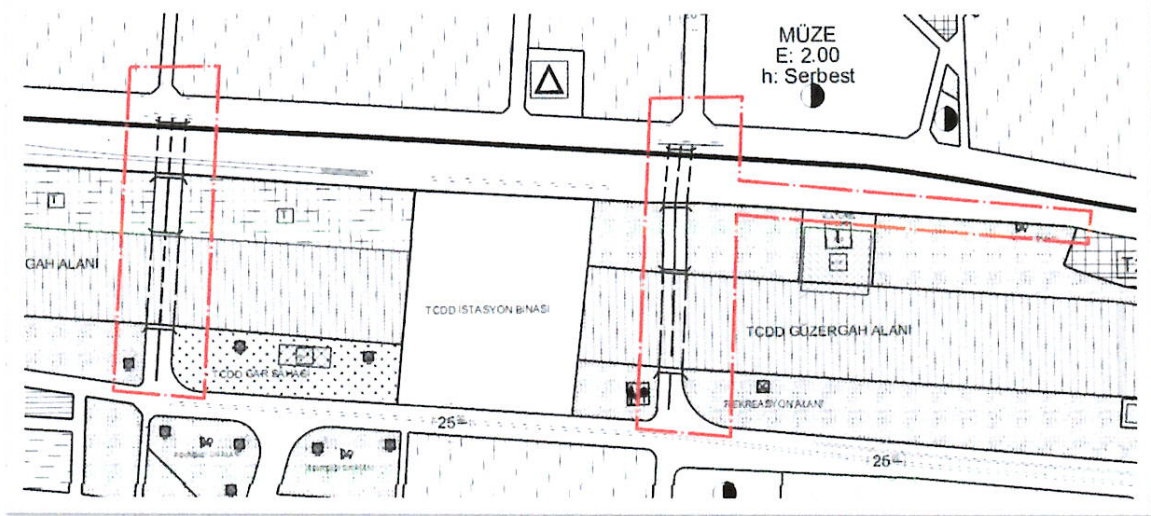 MÜZE
E: 2.00
h: Serbest
T
T
GAH ALANI
TCDD İSTASYON BİNASI
TCDD GÜZERGAH ALANI
T
TCDD GAR SAHASI
REKREASYON ALANI
25
25